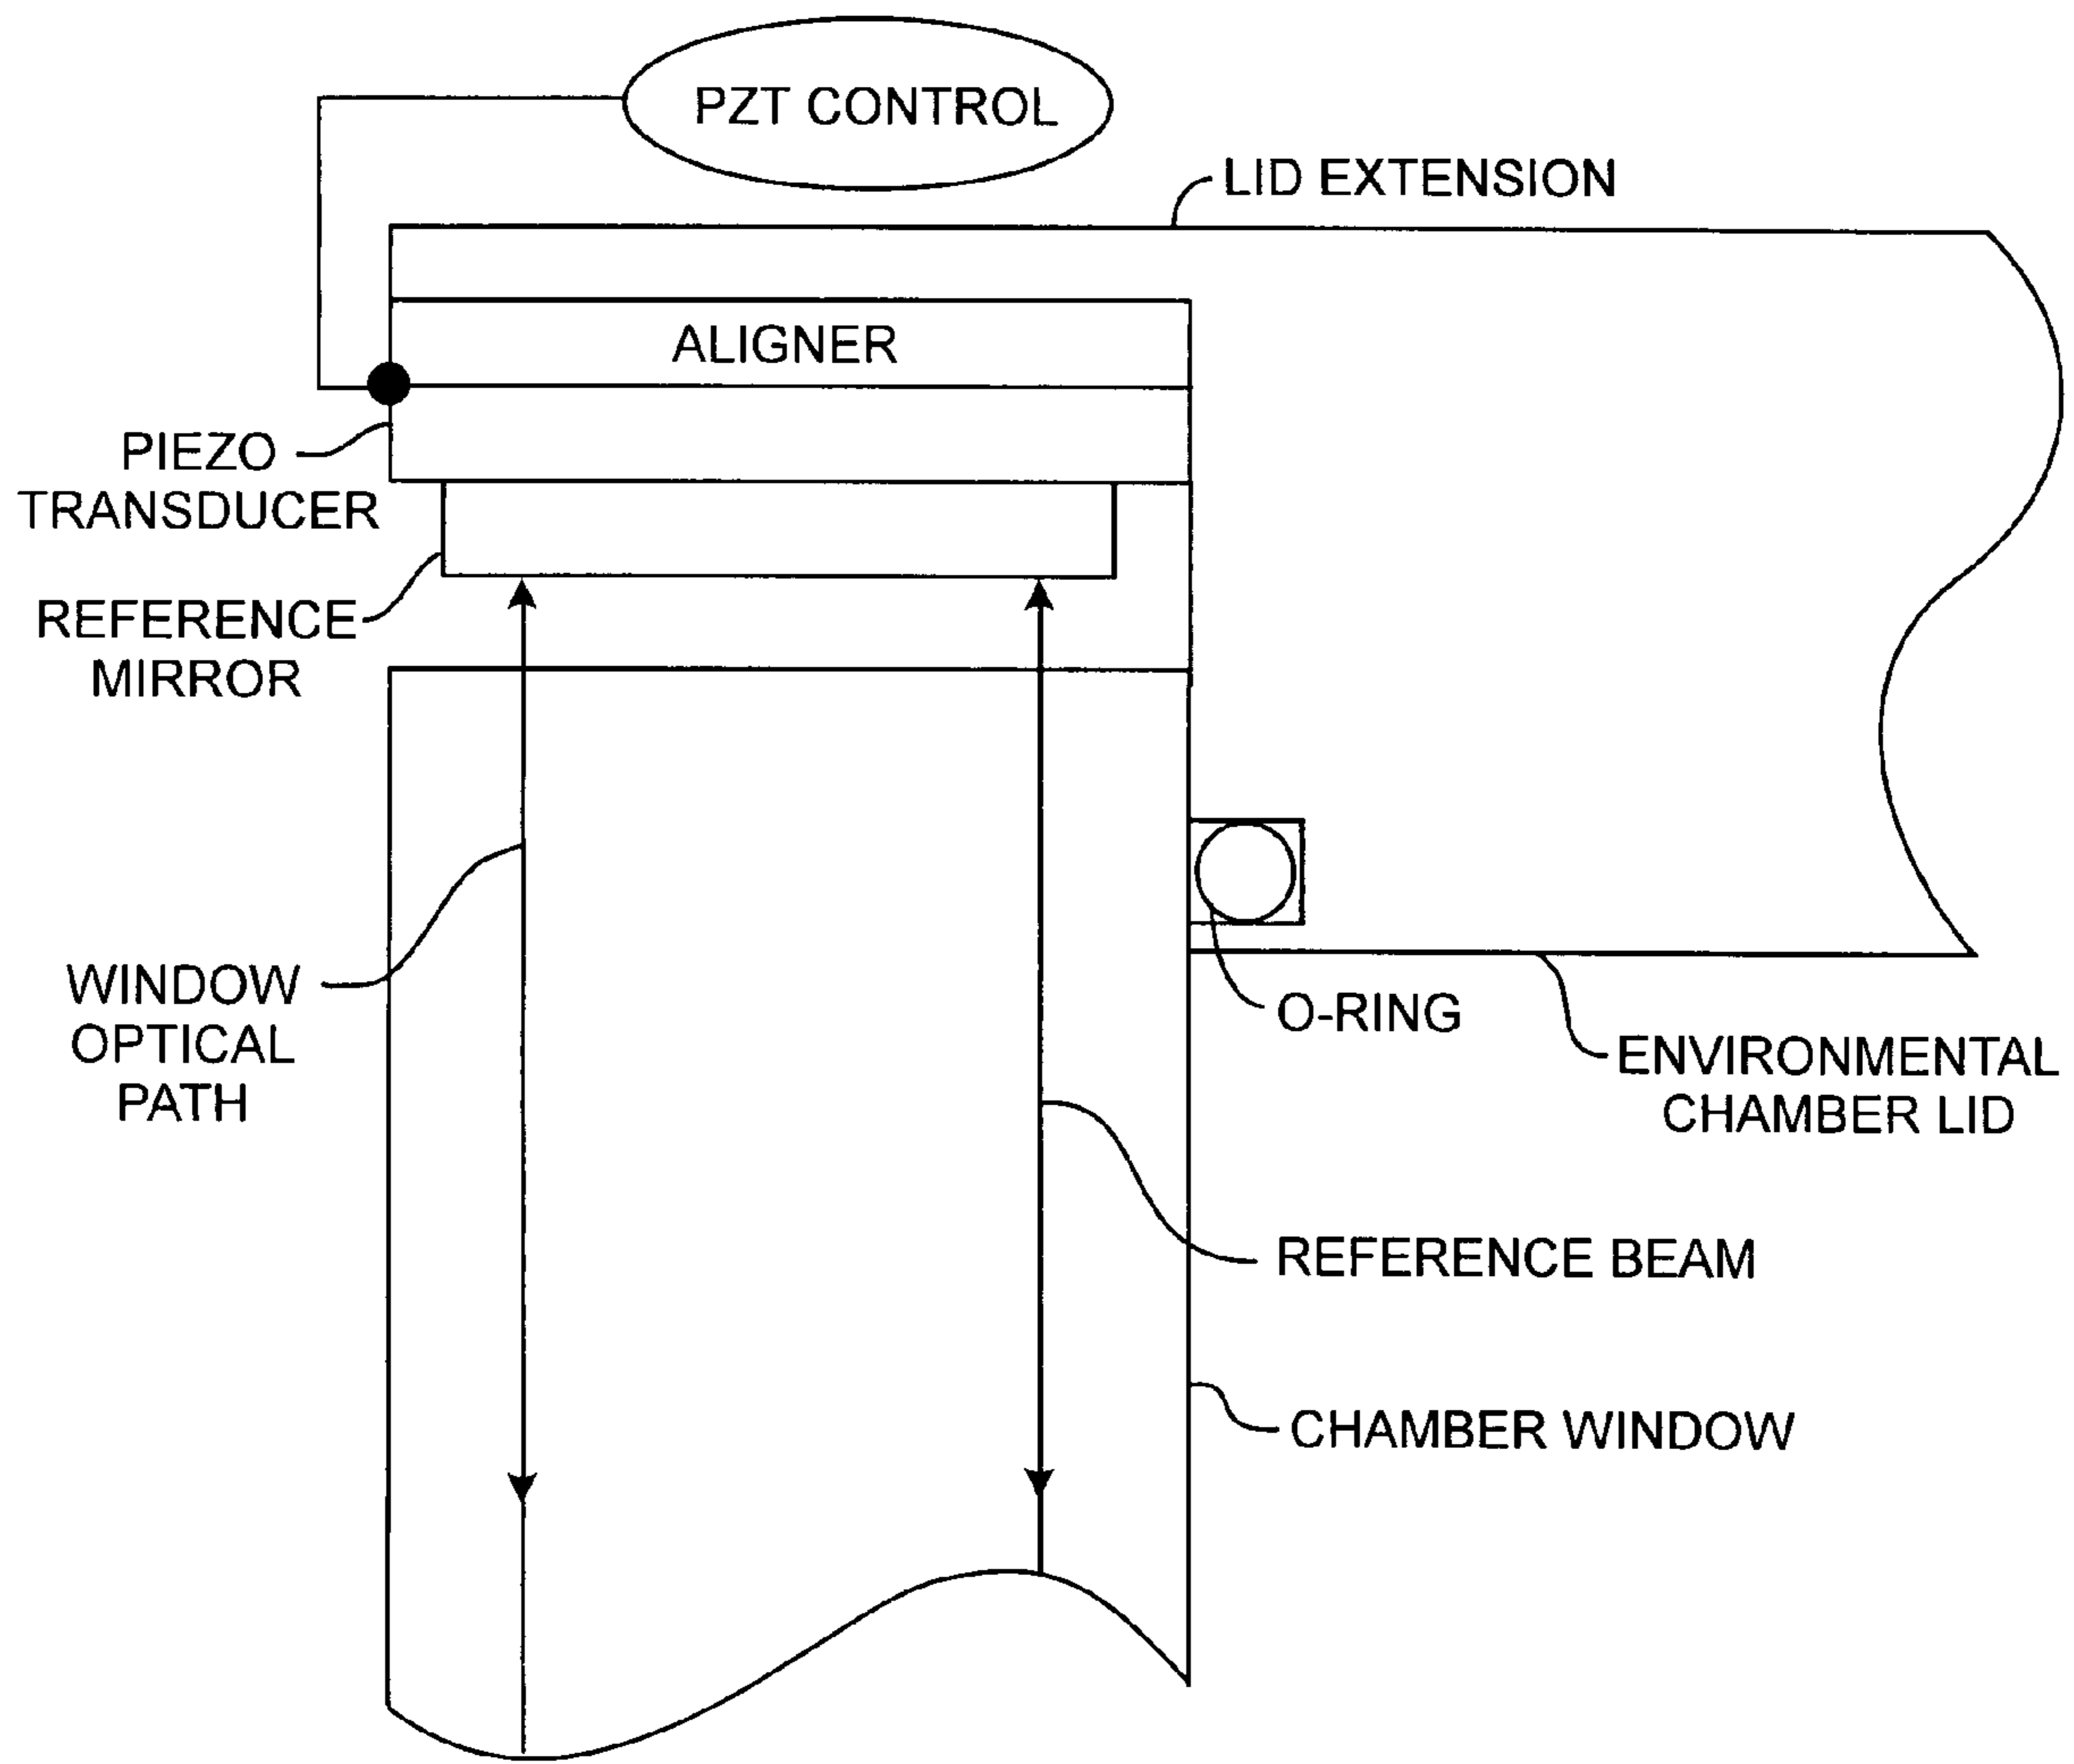 PZT CONTROL
LID EXTENSION
ALIGNER
PIEZO
TRANSDUCER
REFERENCE
MIRROR
WINDOW
OPTICAL
PATH
O-RING
ENVIRONMENTAL
CHAMBER LID
REFERENCE BEAM
CHAMBER WINDOW